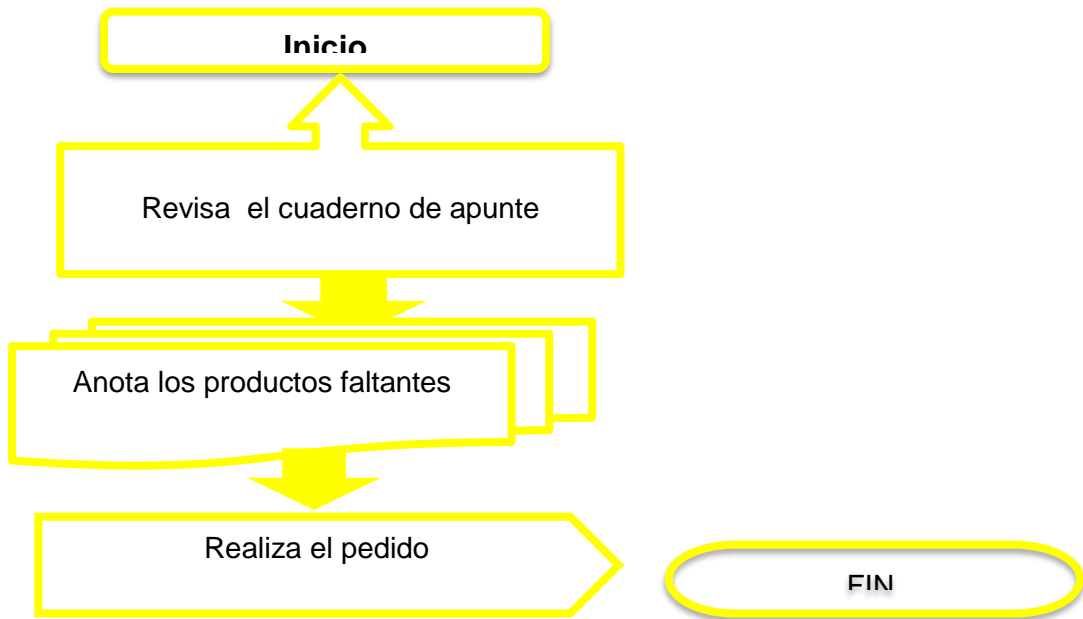 Inicio
Revisa el cuaderno de apunte
Anota los productos faltantes
Realiza el pedido
FIN